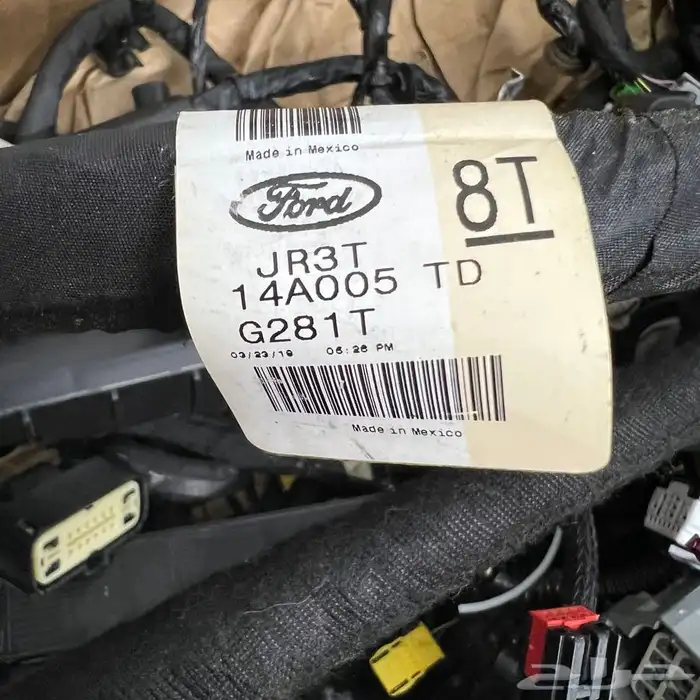 Made in Mexico
Ford
8T
JR3T
14A005 TD
G281T
03/23/19 06:26 PM
Made in Mexico